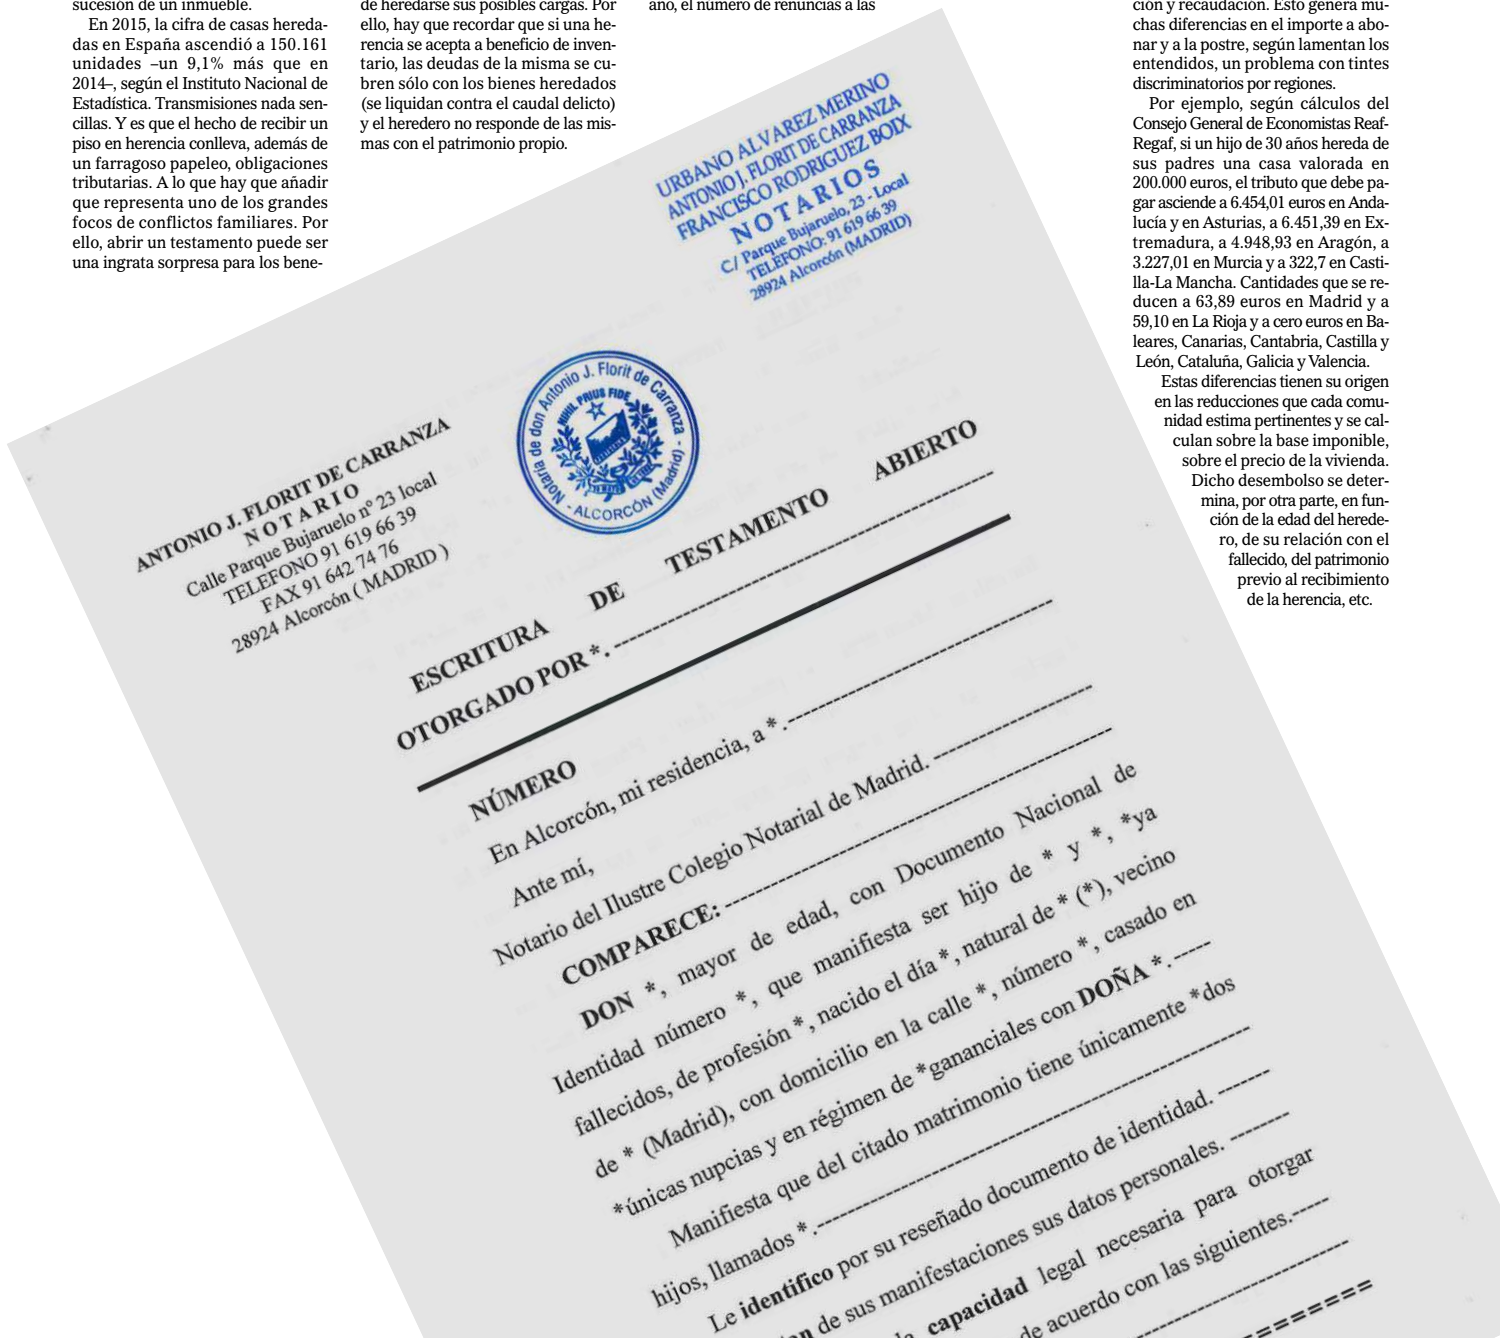 sucesión de un inmueble.
En 2015, la cifra de casas hereda-
das en España ascendió a 150.161
unidades –un 9,1% más que en
2014–, según el Instituto Nacional de
Estadística. Transmisiones nada sen-
cillas. Y es que el hecho de recibir un
piso en herencia conlleva, además de
un farragoso papeleo, obligaciones
tributarias. A lo que hay que añadir
que representa uno de los grandes
focos de conflictos familiares. Por
ello, abrir un testamento puede ser
una ingrata sorpresa para los bene-
de heredarse sus posibles cargas. Por
ello, hay que recordar que si una he-
rencia se acepta a beneficio de inven-
tario, las deudas de la misma se cu-
bren sólo con los bienes heredados
(se liquidan contra el caudal delicto)
y el heredero no responde de las mis-
mas con el patrimonio propio.
ano, el número de renuncias a las
ción y recaudación. Esto genera mu-
chas diferencias en el importe a abo-
nar y a la postre, según lamentan los
entendidos, un problema con tintes
discriminatorios por regiones.
Por ejemplo, según cálculos del
Consejo General de Economistas Reaf-
Regaf, si un hijo de 30 años hereda de
sus padres una casa valorada en
200.000 euros, el tributo que debe pa-
gar asciende a 6.454,01 euros en Anda-
lucía y en Asturias, a 6.451,39 en Ex-
tremadura, a 4.948,93 en Aragón, a
3.227,01 en Murcia y a 322,7 en Casti-
lla-La Mancha. Cantidades que se re-
ducen a 63,89 euros en Madrid y a
59,10 en La Rioja y a cero euros en Ba-
leares, Canarias, Cantabria, Castilla y
León, Cataluña, Galicia y Valencia.
Estas diferencias tienen su origen
en las reducciones que cada comu-
nidad estima pertinentes y se cal-
culan sobre la base imponible,
sobre el precio de la vivienda.
Dicho desembolso se deter-
mina, por otra parte, en fun-
ción de la edad del herede-
ro, de su relación con el
fallecido, del patrimonio
previo al recibimiento
de la herencia, etc.
URBANO ALVAREZ MERINO
ANTONIO J. FLORIT DE CARRANZA
FRANCISCO RODRIGUEZ BOIX
NOTARIOS
C/ Parque Bujaruelo, 23 - Local
TELEFONO: 91 619 66 39
28924 Alcorcón (MADRID)
Notaria de don Antonio J. Florit de Carranza
- ALCORCÓN (Madrid) -
NIHIL PRIUS FIDE
ANTONIO J. FLORIT DE CARRANZA
NOTARIO
Calle Parque Bujaruelo nº 23 local
TELEFONO 91 619 66 39
FAX 91 642 74 76
28924 Alcorcón ( MADRID )
ESCRITURA DE TESTAMENTO ABIERTO
OTORGADO POR *.
NÚMERO
En Alcorcón, mi residencia, a *.
Ante mí,
Notario del Ilustre Colegio Notarial de Madrid.
COMPARECE:
DON *, mayor de edad, con Documento Nacional de
Identidad número *, que manifiesta ser hijo de * y *, *ya
fallecidos, de profesión *, nacido el día *, natural de * (*), vecino
de * (Madrid), con domicilio en la calle *, número *, casado en
*únicas nupcias y en régimen de *gananciales con DOÑA *.
Manifiesta que del citado matrimonio tiene únicamente *dos
hijos, llamados *.
Le identifico por su reseñado documento de identidad.
de sus manifestaciones sus datos personales.
capacidad legal necesaria para otorgar
de acuerdo con las siguientes.